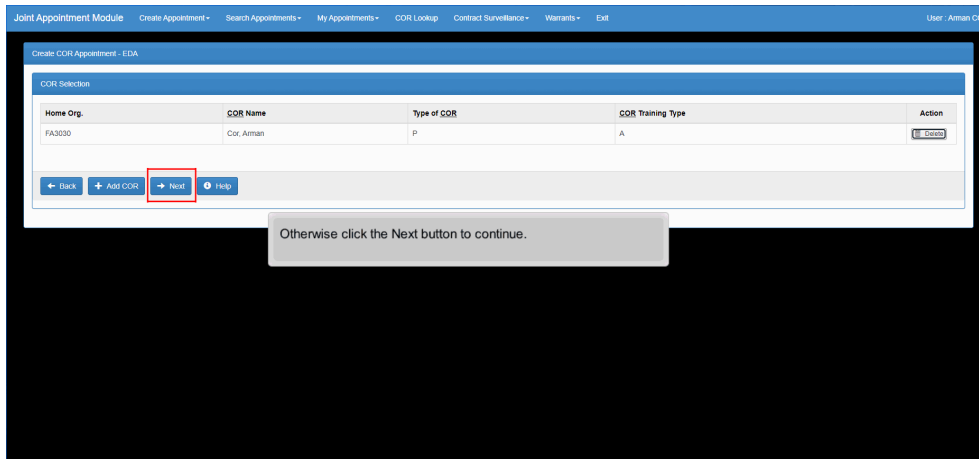 Joint Appointment Module Create Appointment Search Appointments My Appointments COR Lookup Contract Surveillance Warrants Exit User : Arman
Create COR Appointment - EDA
COR Selection
Home Org. COR Name Type of COR COR Training Type Action
FA3030 Cor, Arman P A Delete
Back Add COR Next Help
Otherwise click the Next button to continue.